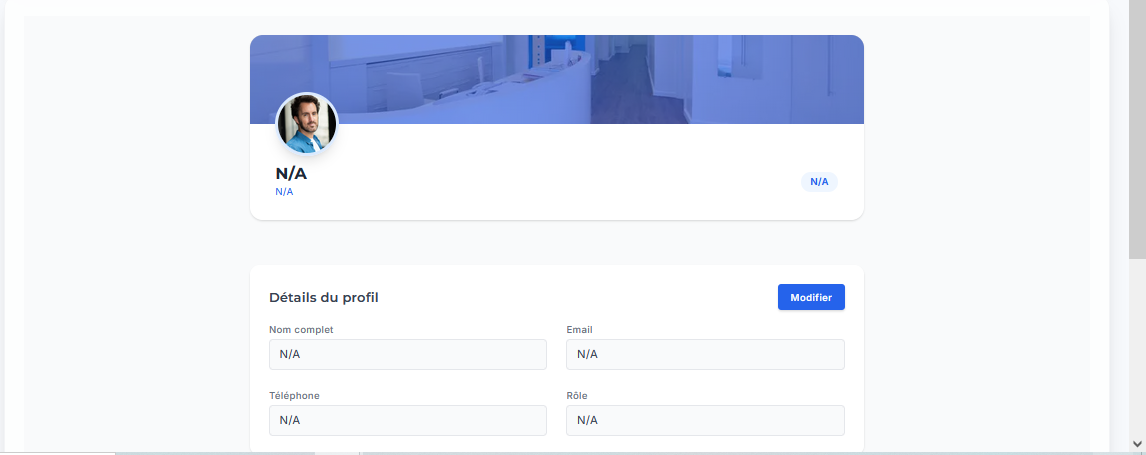 N/A
N/A
N/A
Détails du profil
Modifier
Nom complet
Email
N/A
N/A
Téléphone
Rôle
N/A
N/A